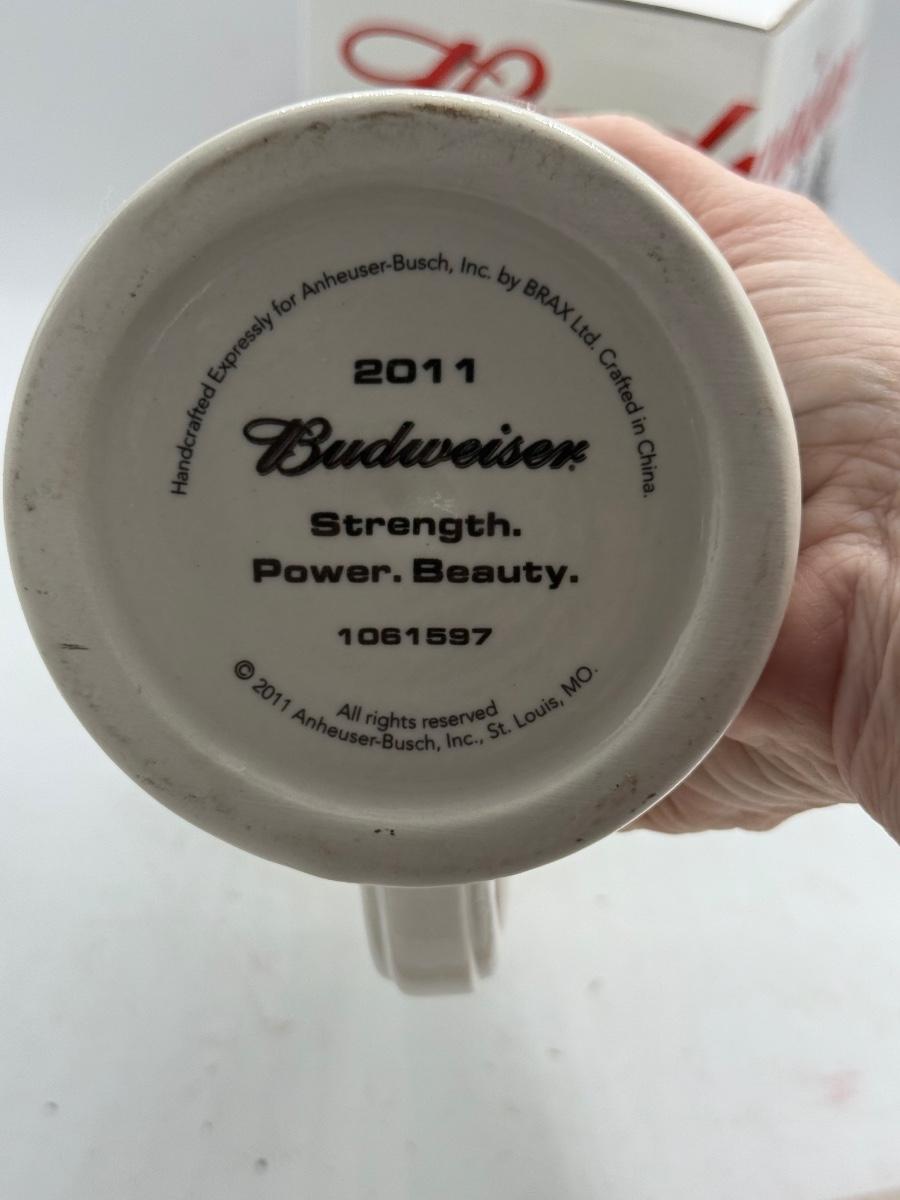 Handcrafted Expressly for Anheuser-Busch, Inc. by BRAX Ltd. Crafted in China.
2011
Budweiser
Strength.
Power. Beauty.
1061597
All rights reserved
© 2011 Anheuser-Busch, Inc., St. Louis, MO.